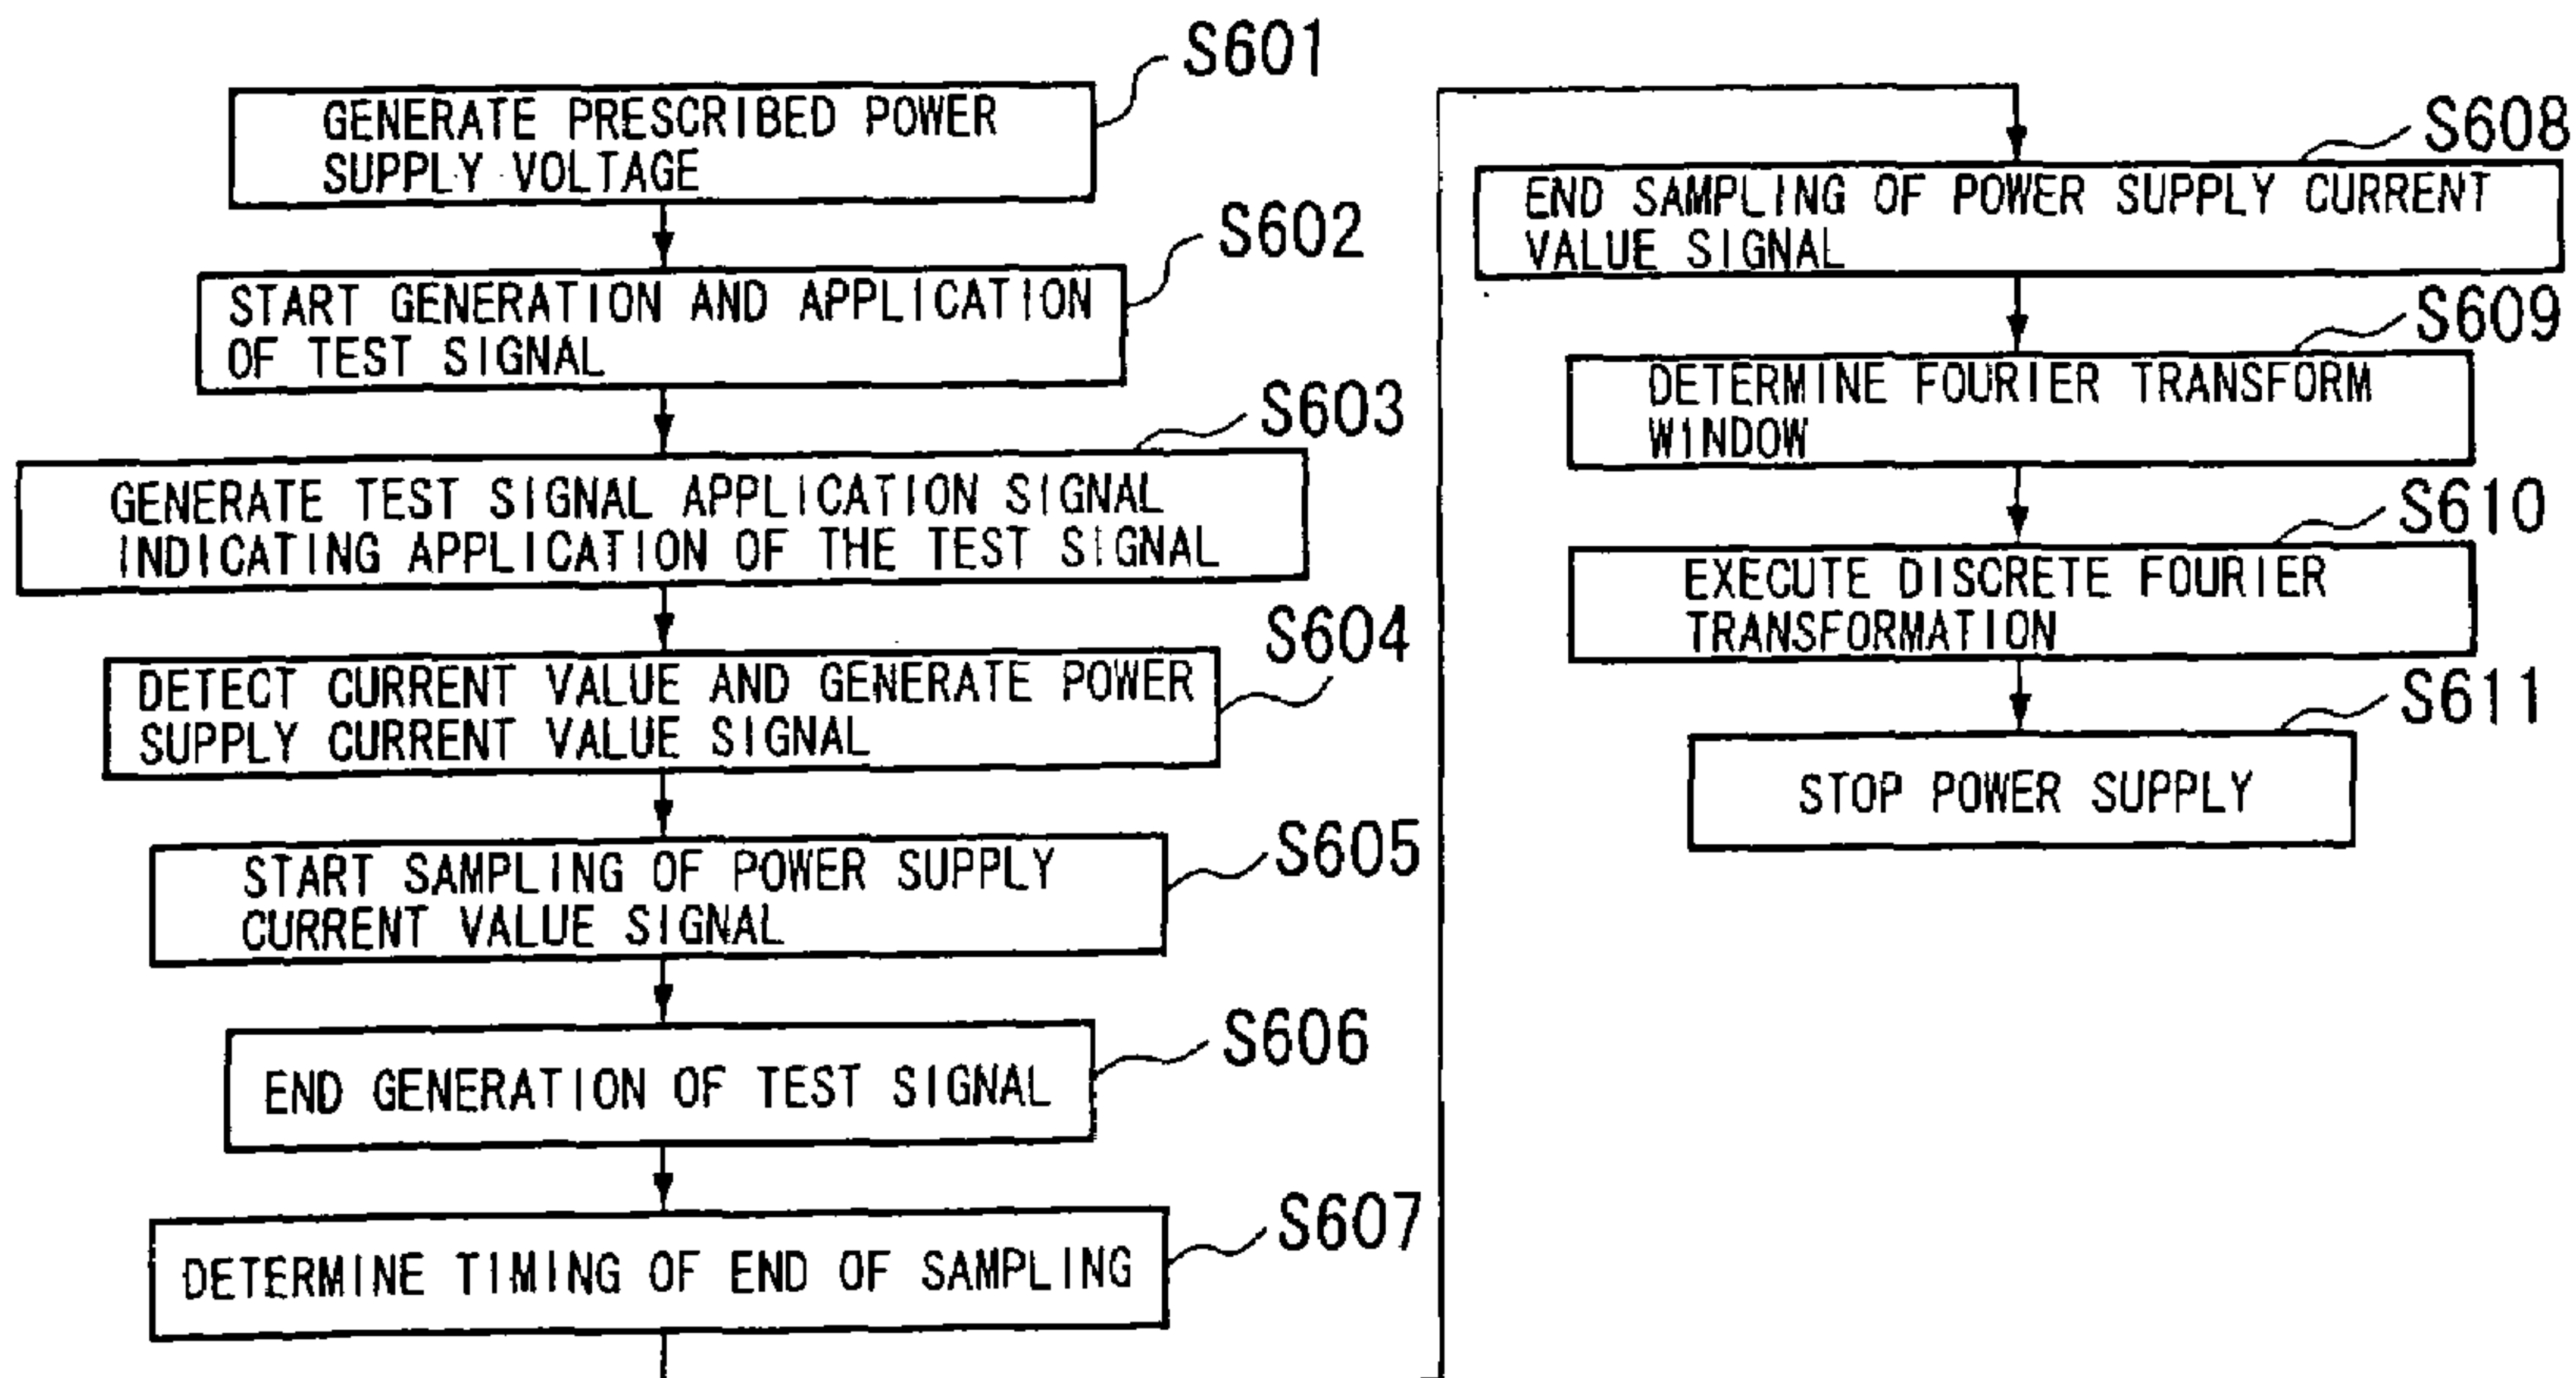 S601
GENERATE PRESCRIBED POWER
SUPPLY VOLTAGE
S602
START GENERATION AND APPLICATION
OF TEST SIGNAL
S603
GENERATE TEST SIGNAL APPLICATION SIGNAL
INDICATING APPLICATION OF THE TEST SIGNAL
S604
DETECT CURRENT VALUE AND GENERATE POWER
SUPPLY CURRENT VALUE SIGNAL
S605
START SAMPLING OF POWER SUPPLY
CURRENT VALUE SIGNAL
S606
END GENERATION OF TEST SIGNAL
S607
DETERMINE TIMING OF END OF SAMPLING
S608
END SAMPLING OF POWER SUPPLY CURRENT
VALUE SIGNAL
S609
DETERMINE FOURIER TRANSFORM
WINDOW
S610
EXECUTE DISCRETE FOURIER
TRANSFORMATION
S611
STOP POWER SUPPLY